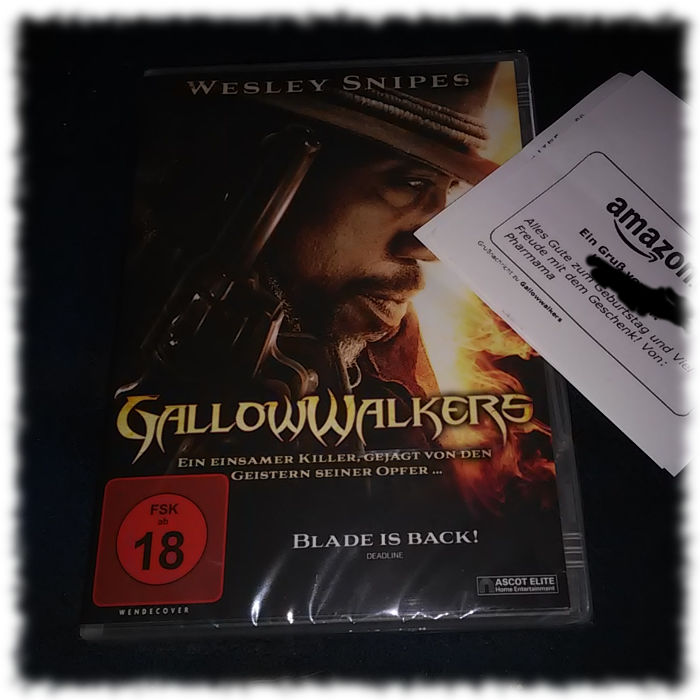 WESLEY SNIPES
GALLOWWALKERS
EIN EINSAMER KILLER, GEJAGT VON DEN
GEISTERN SEINER OPFER ...
FSK
ab
18
WENDECOVER
BLADE IS BACK!
DEADLINE
ASCOT ELITE
Home Entertainment
amazon
Ein Gruß
Alles Gute zum Geburtstag und Viel
Freude mit dem Geschenk! Von:
Pharmama
Grußnachricht zu Gallowwalkers